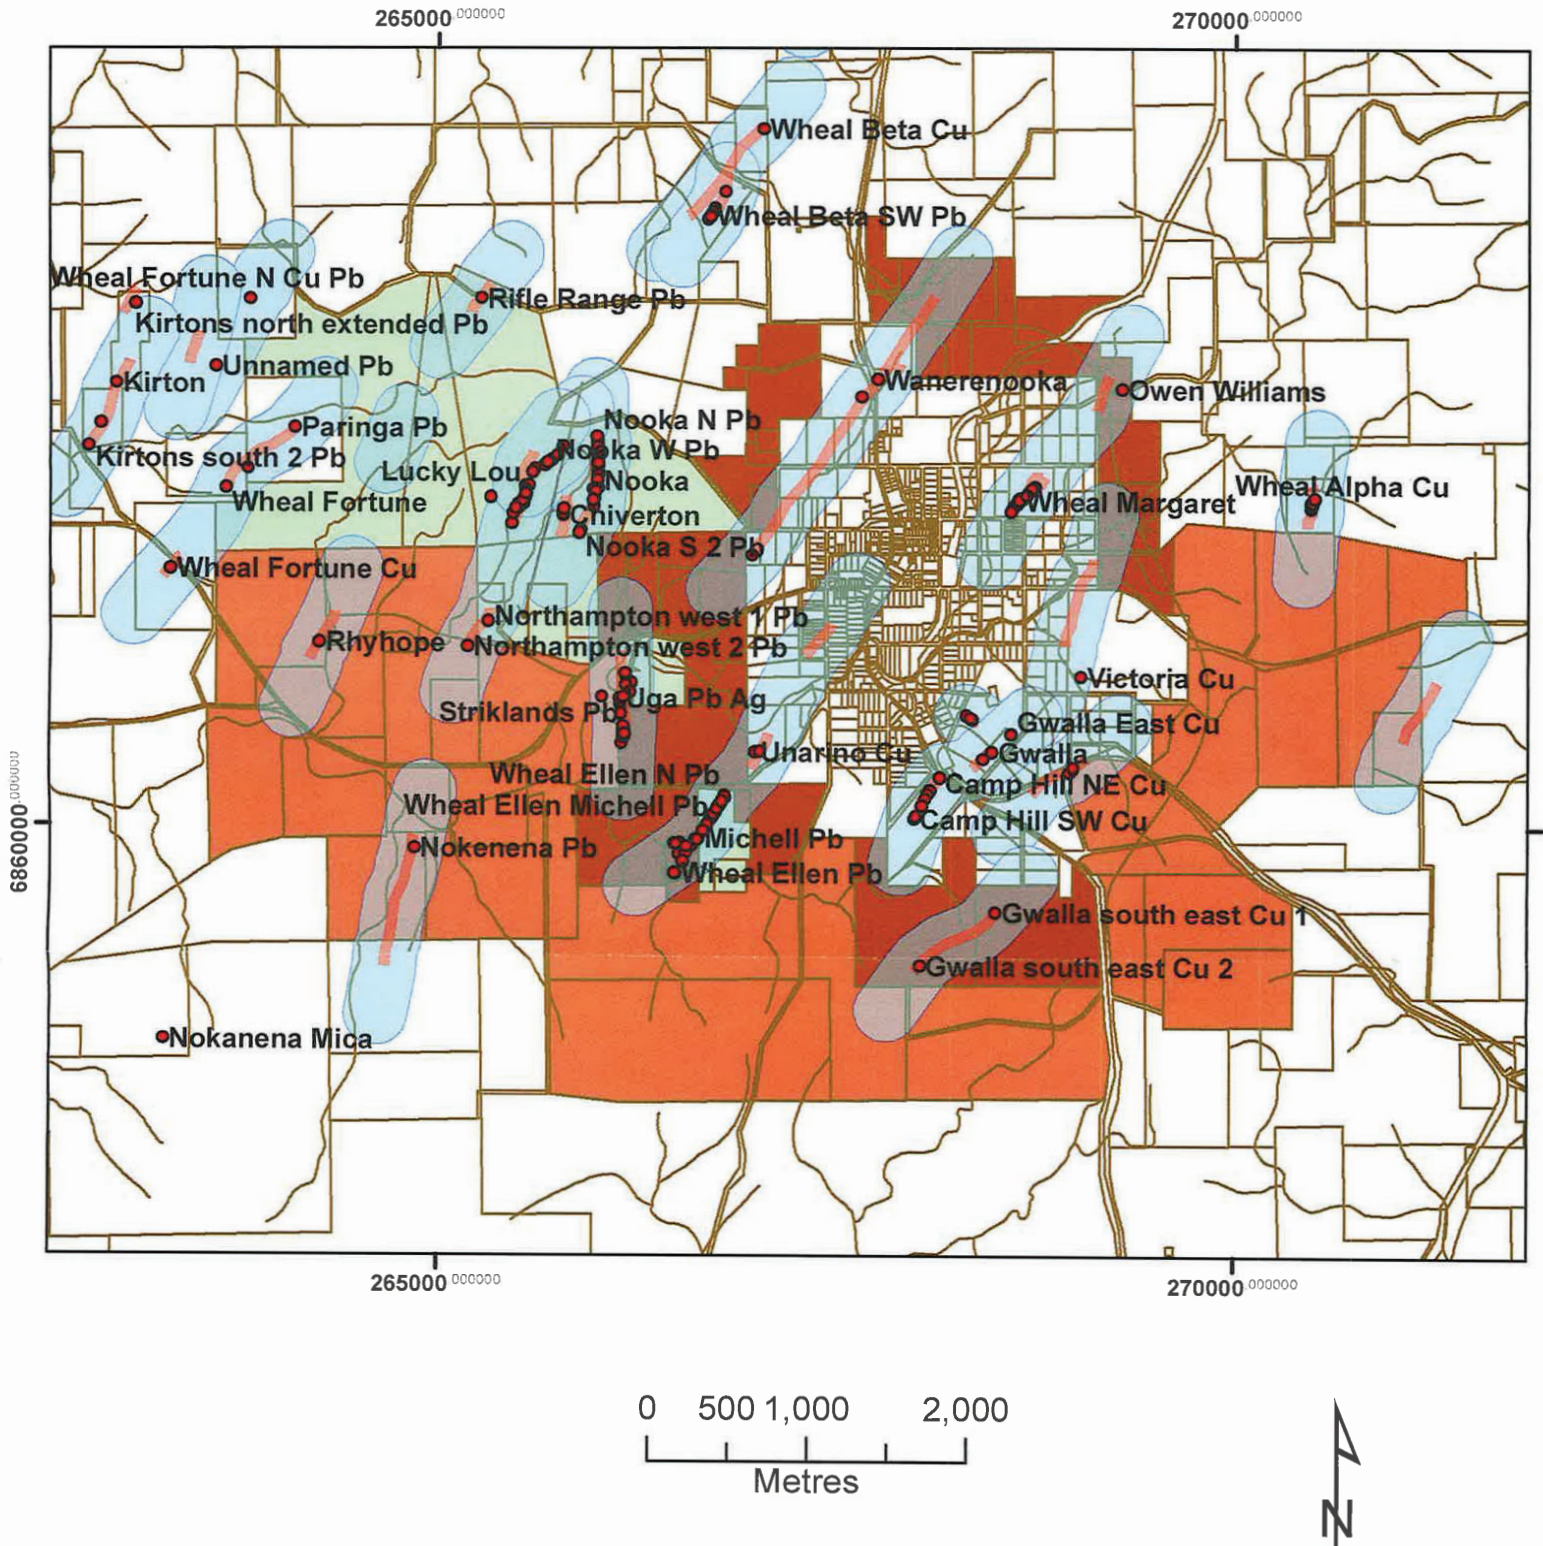 265000.000000
270000.000000
Wheal Beta Cu
Wheal Beta SW Pb
Wheal Fortune N Cu Pb
Rifle Range Pb
Kirtons north extended Pb
Unnamed Pb
Kirton
Wanerenooka
Owen Williams
Nooka N Pb
Paringa Pb
Nooka W Pb
Kirtons south 2 Pb
Lucky Lou
Nooka
Wheal Alpha Cu
Wheal Fortune
Wheal Margaret
Chiverton
Nooka S 2 Pb
Wheal Fortune Cu
Northampton west 1 Pb
Rhyhope
Northampton west 2 Pb
Victoria Cu
Uga Pb Ag
Striklands Pb
Gwalla East Cu
Unarino Cu
Gwalla
Wheal Ellen N Pb
Camp Hill NE Cu
Wheal Ellen Michell Pb
Camp Hill SW Cu
6860000.000000
Michell Pb
Nokenena Pb
Wheal Ellen Pb
Gwalla south east Cu 1
Gwalla south east Cu 2
Nokanena Mica
265000.000000
270000.000000
0 500 1,000 2,000
Metres
N